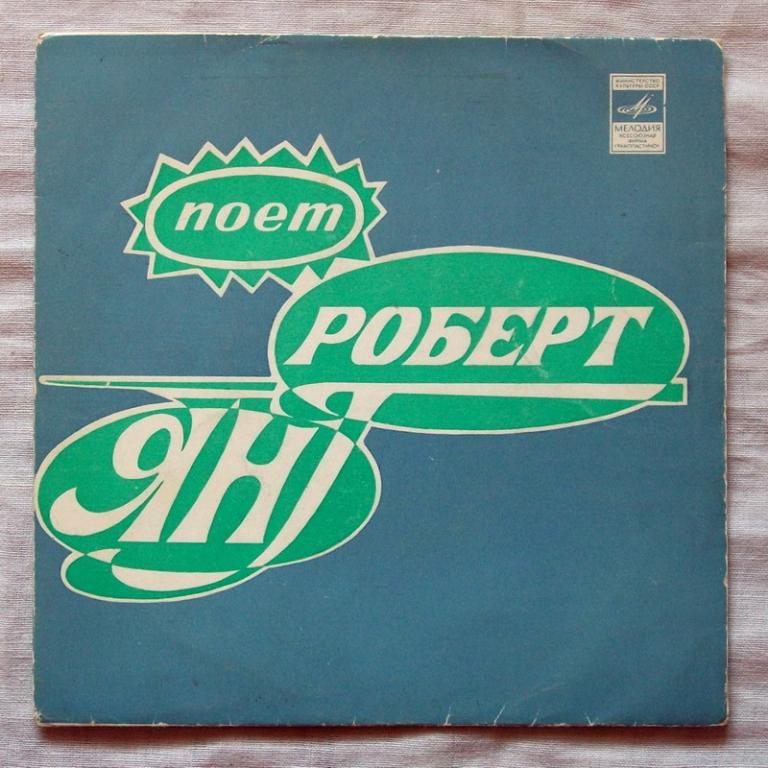 МИНИСТЕРСТВО
КУЛЬТУРЫ СССР
МЕЛОДИЯ
ВСЕСОЮЗНАЯ
ФИРМА
ГРАМПЛАСТИНОК
поет
РОБЕРТ
ЯНГ